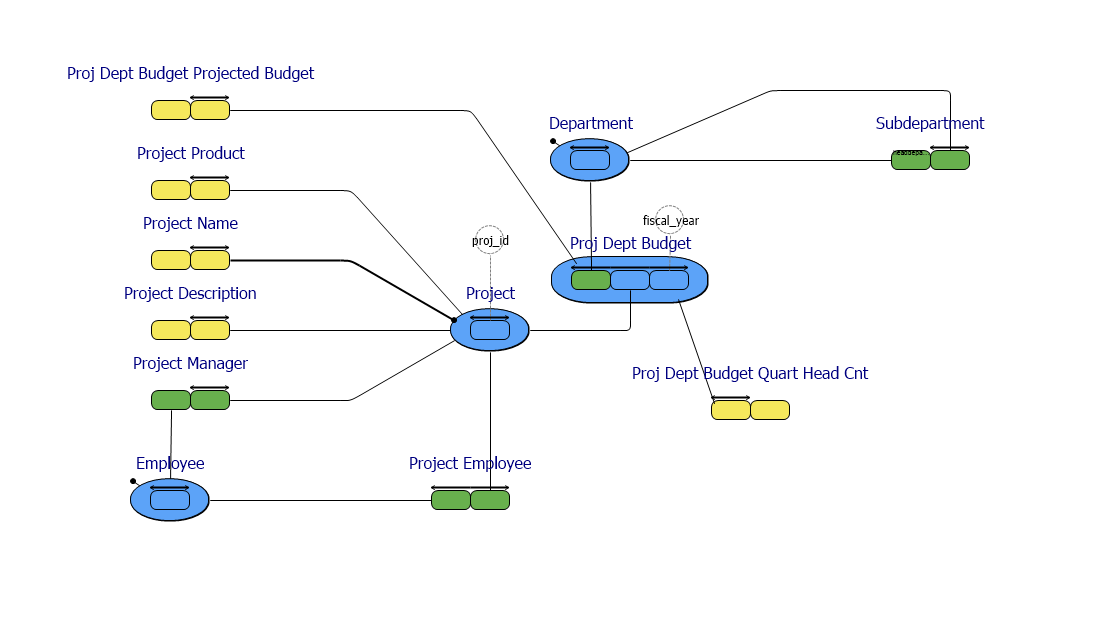 Proj Dept Budget Projected Budget
Department
Subdepartment
Project Product
Project Name
fiscal_year
proj_id
Proj Dept Budget
Project Description
Project
Project Manager
Proj Dept Budget Quart Head Cnt
Employee
Project Employee